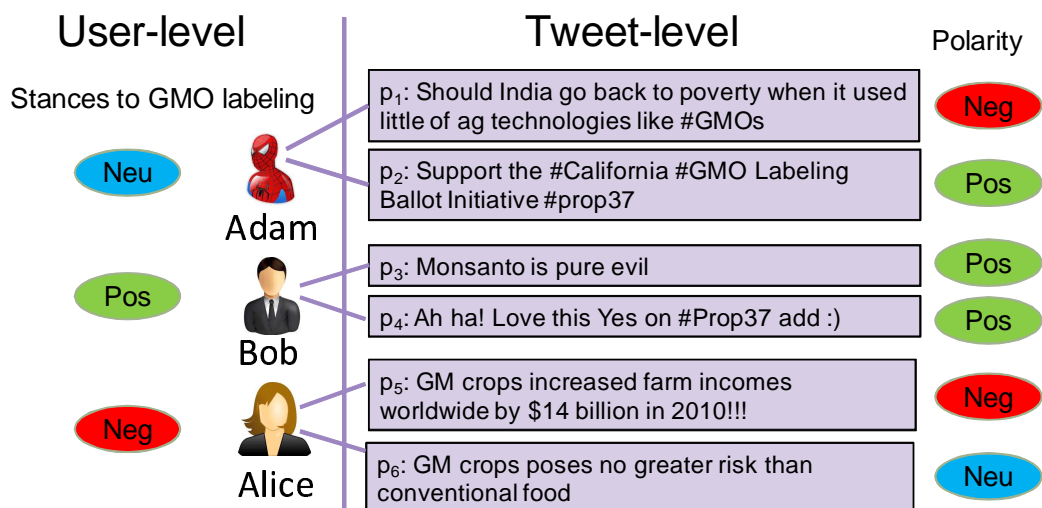 User-level
Tweet-level
Polarity
Stances to GMO labeling
p₁: Should India go back to poverty when it used
little of ag technologies like #GMOs
Neg
Neu
Adam
p₂: Support the #California #GMO Labeling
Ballot Initiative #prop37
Pos
p₃: Monsanto is pure evil
Pos
Pos
Bob
p₄: Ah ha! Love this Yes on #Prop37 add :)
Pos
p₅: GM crops increased farm incomes
worldwide by $14 billion in 2010!!!
Neg
Neg
Alice
p₆: GM crops poses no greater risk than
conventional food
Neu